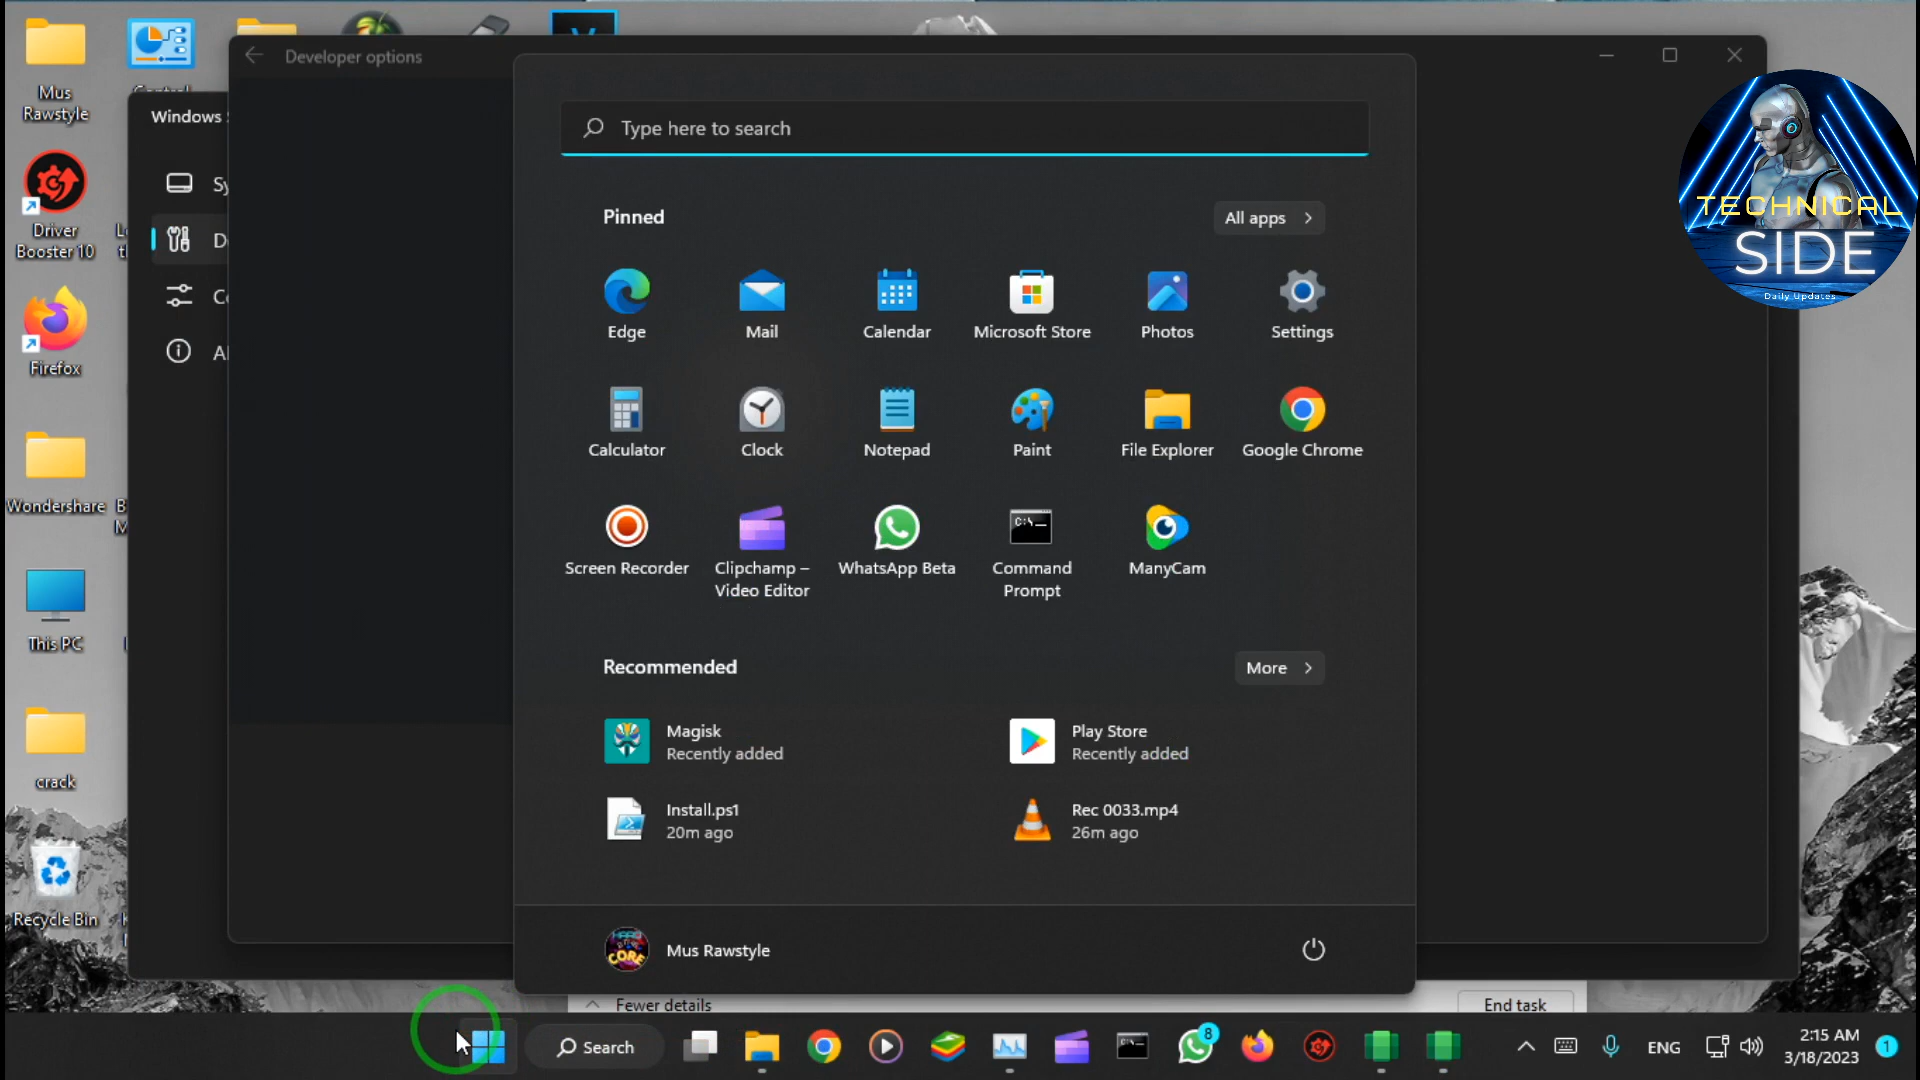 Mus
Rawstyle
Driver
Booster 10
Firefox
Wondershare
This PC
crack
Recycle Bin
Developer options
Windows
Type here to search
Pinned
All apps
Edge
Mail
Calendar
Microsoft Store
Photos
Settings
Calculator
Clock
Notepad
Paint
File Explorer
Google Chrome
Screen Recorder
Clipchamp –
Video Editor
WhatsApp Beta
Command
Prompt
ManyCam
Recommended
More
Magisk
Recently added
Play Store
Recently added
Install.ps1
20m ago
Rec 0033.mp4
26m ago
Mus Rawstyle
Fewer details
End task
Search
8
ENG
2:15 AM
3/18/2023
1
TECHNICAL
SIDE
Daily Updates